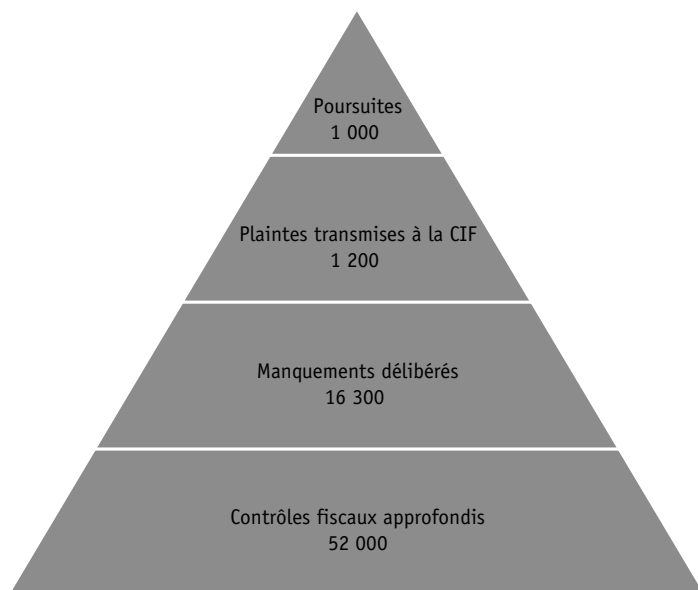 Poursuites
1 000
Plaintes transmises à la CIF
1 200
Manquements délibérés
16 300
Contrôles fiscaux approfondis
52 000